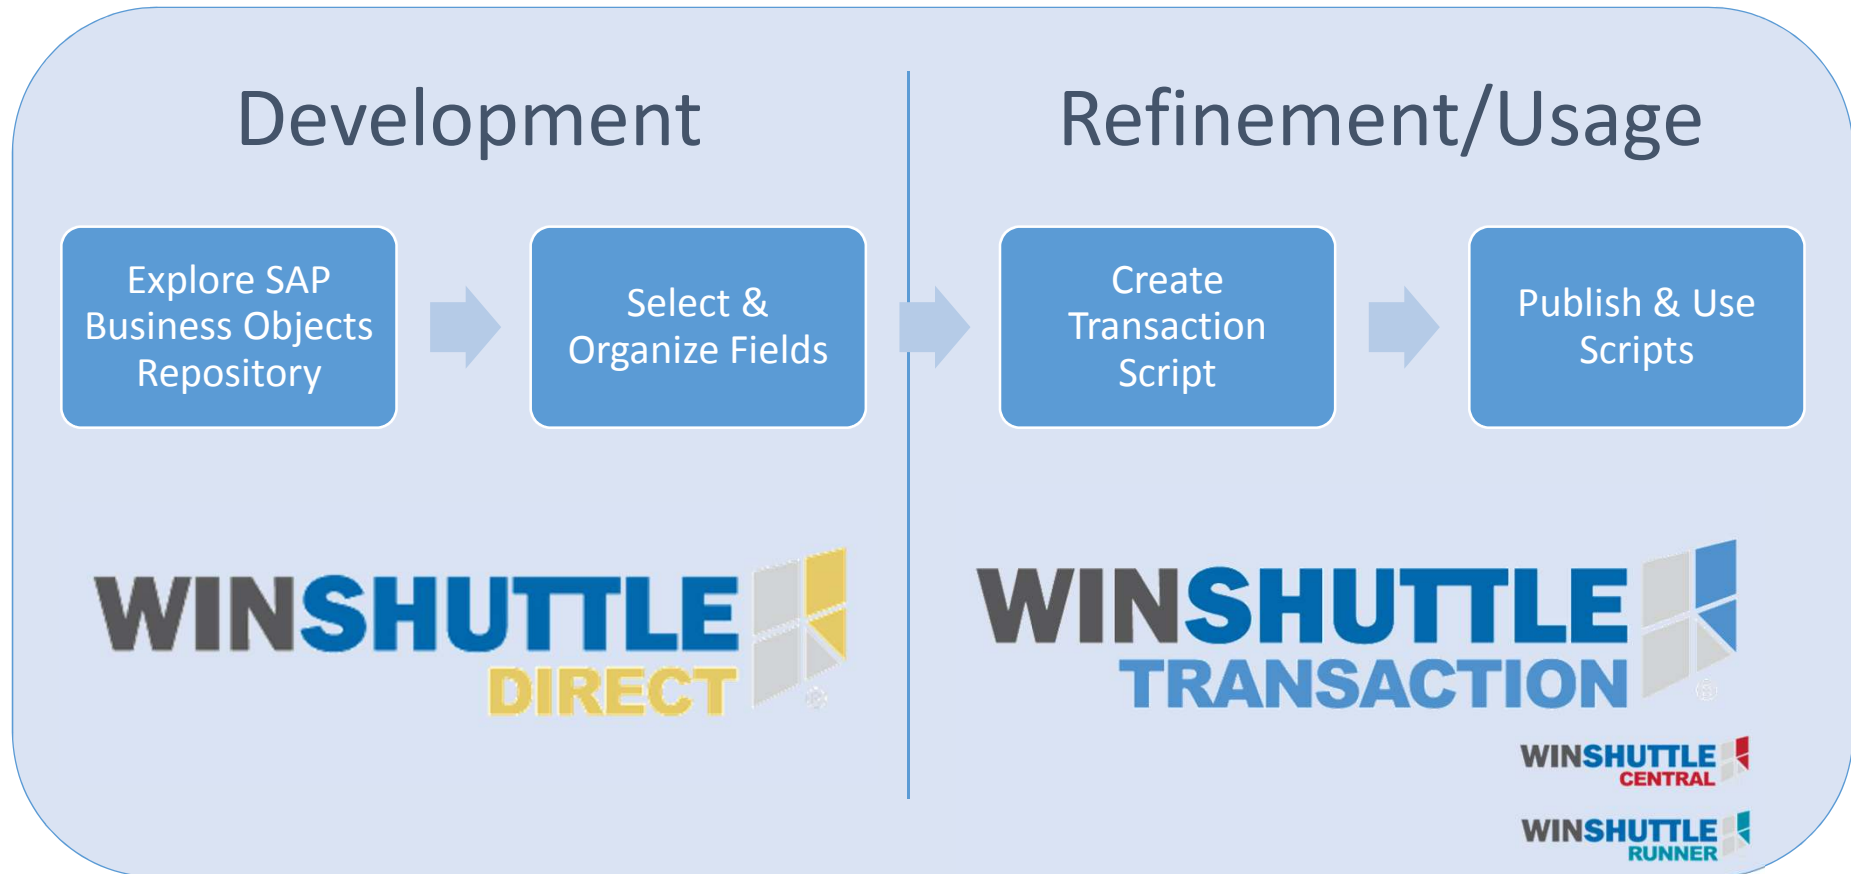 Development
Refinement/Usage
Explore SAP
Business Objects
Repository
Select &
Organize Fields
Create
Transaction
Script
Publish & Use
Scripts
WINSHUTTLE
DIRECT
WINSHUTTLE
TRANSACTION
WINSHUTTLE
CENTRAL
WINSHUTTLE
RUNNER